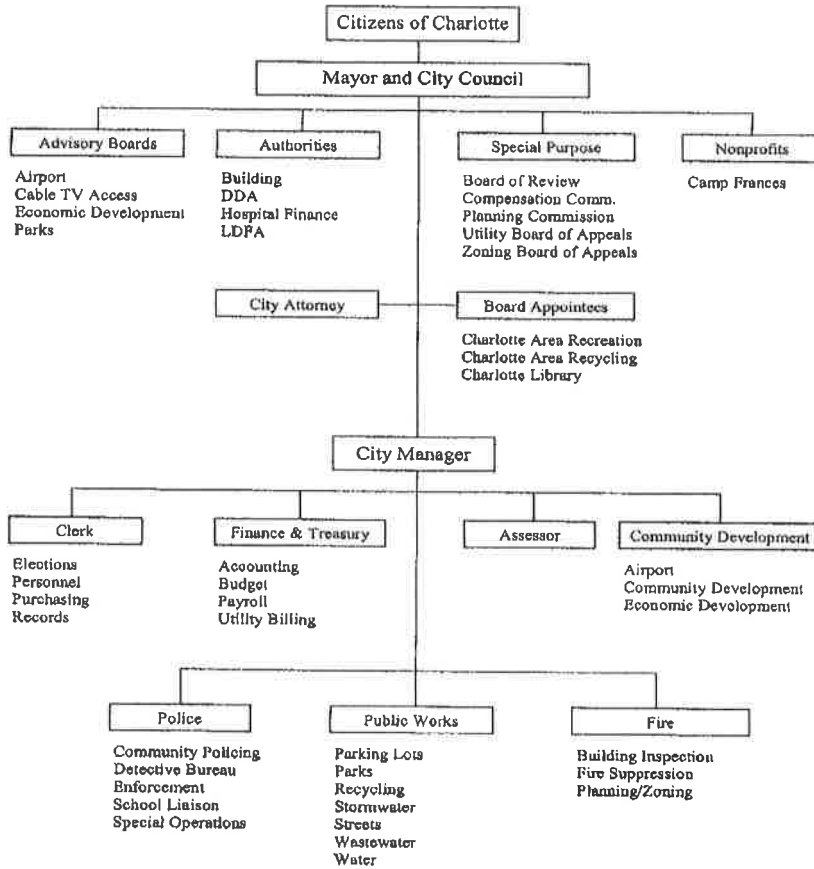 Citizens of Charlotte
Mayor and City Council
Advisory Boards
Airport
Cable TV Access
Economic Development
Parks
Authorities
Building
DDA
Hospital Finance
LDFA
Special Purpose
Board of Review
Compensation Comm.
Planning Commission
Utility Board of Appeals
Zoning Board of Appeals
Nonprofits
Camp Frances
City Attorney
Board Appointees
Charlotte Area Recreation
Charlotte Area Recycling
Charlotte Library
City Manager
Clerk
Elections
Personnel
Purchasing
Records
Finance & Treasury
Accounting
Budget
Payroll
Utility Billing
Assessor
Community Development
Airport
Community Development
Economic Development
Police
Community Policing
Detective Bureau
Enforcement
School Liaison
Special Operations
Public Works
Parking Lots
Parks
Recycling
Stormwater
Streets
Wastewater
Water
Fire
Building Inspection
Fire Suppression
Planning/Zoning